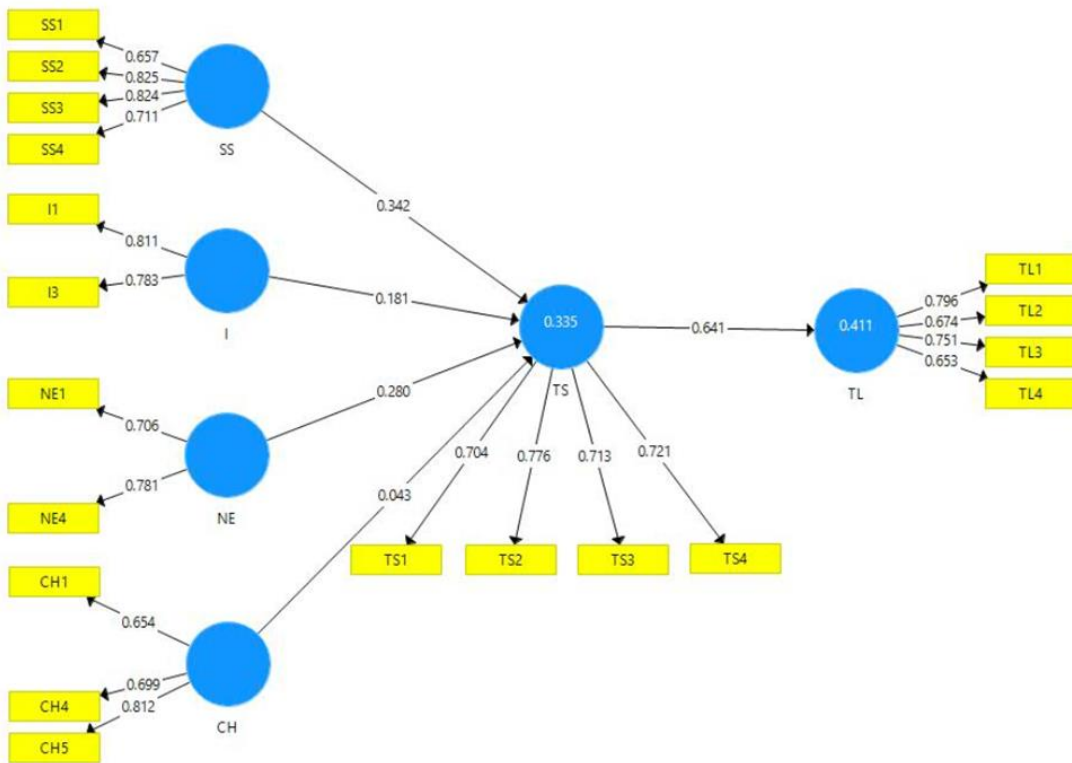 SS1
0.657
SS2
0.825
SS3
0.824
SS4
0.711
SS
0.342
I1
0.811
I3
0.783
I
0.181
NE1
0.706
NE4
0.781
NE
0.280
CH1
0.654
CH4
0.699
CH5
0.812
CH
0.043
0.335
TS
0.704
0.776
0.713
0.721
TS1
TS2
TS3
TS4
0.641
0.411
TL
0.796
0.674
0.751
0.653
TL1
TL2
TL3
TL4